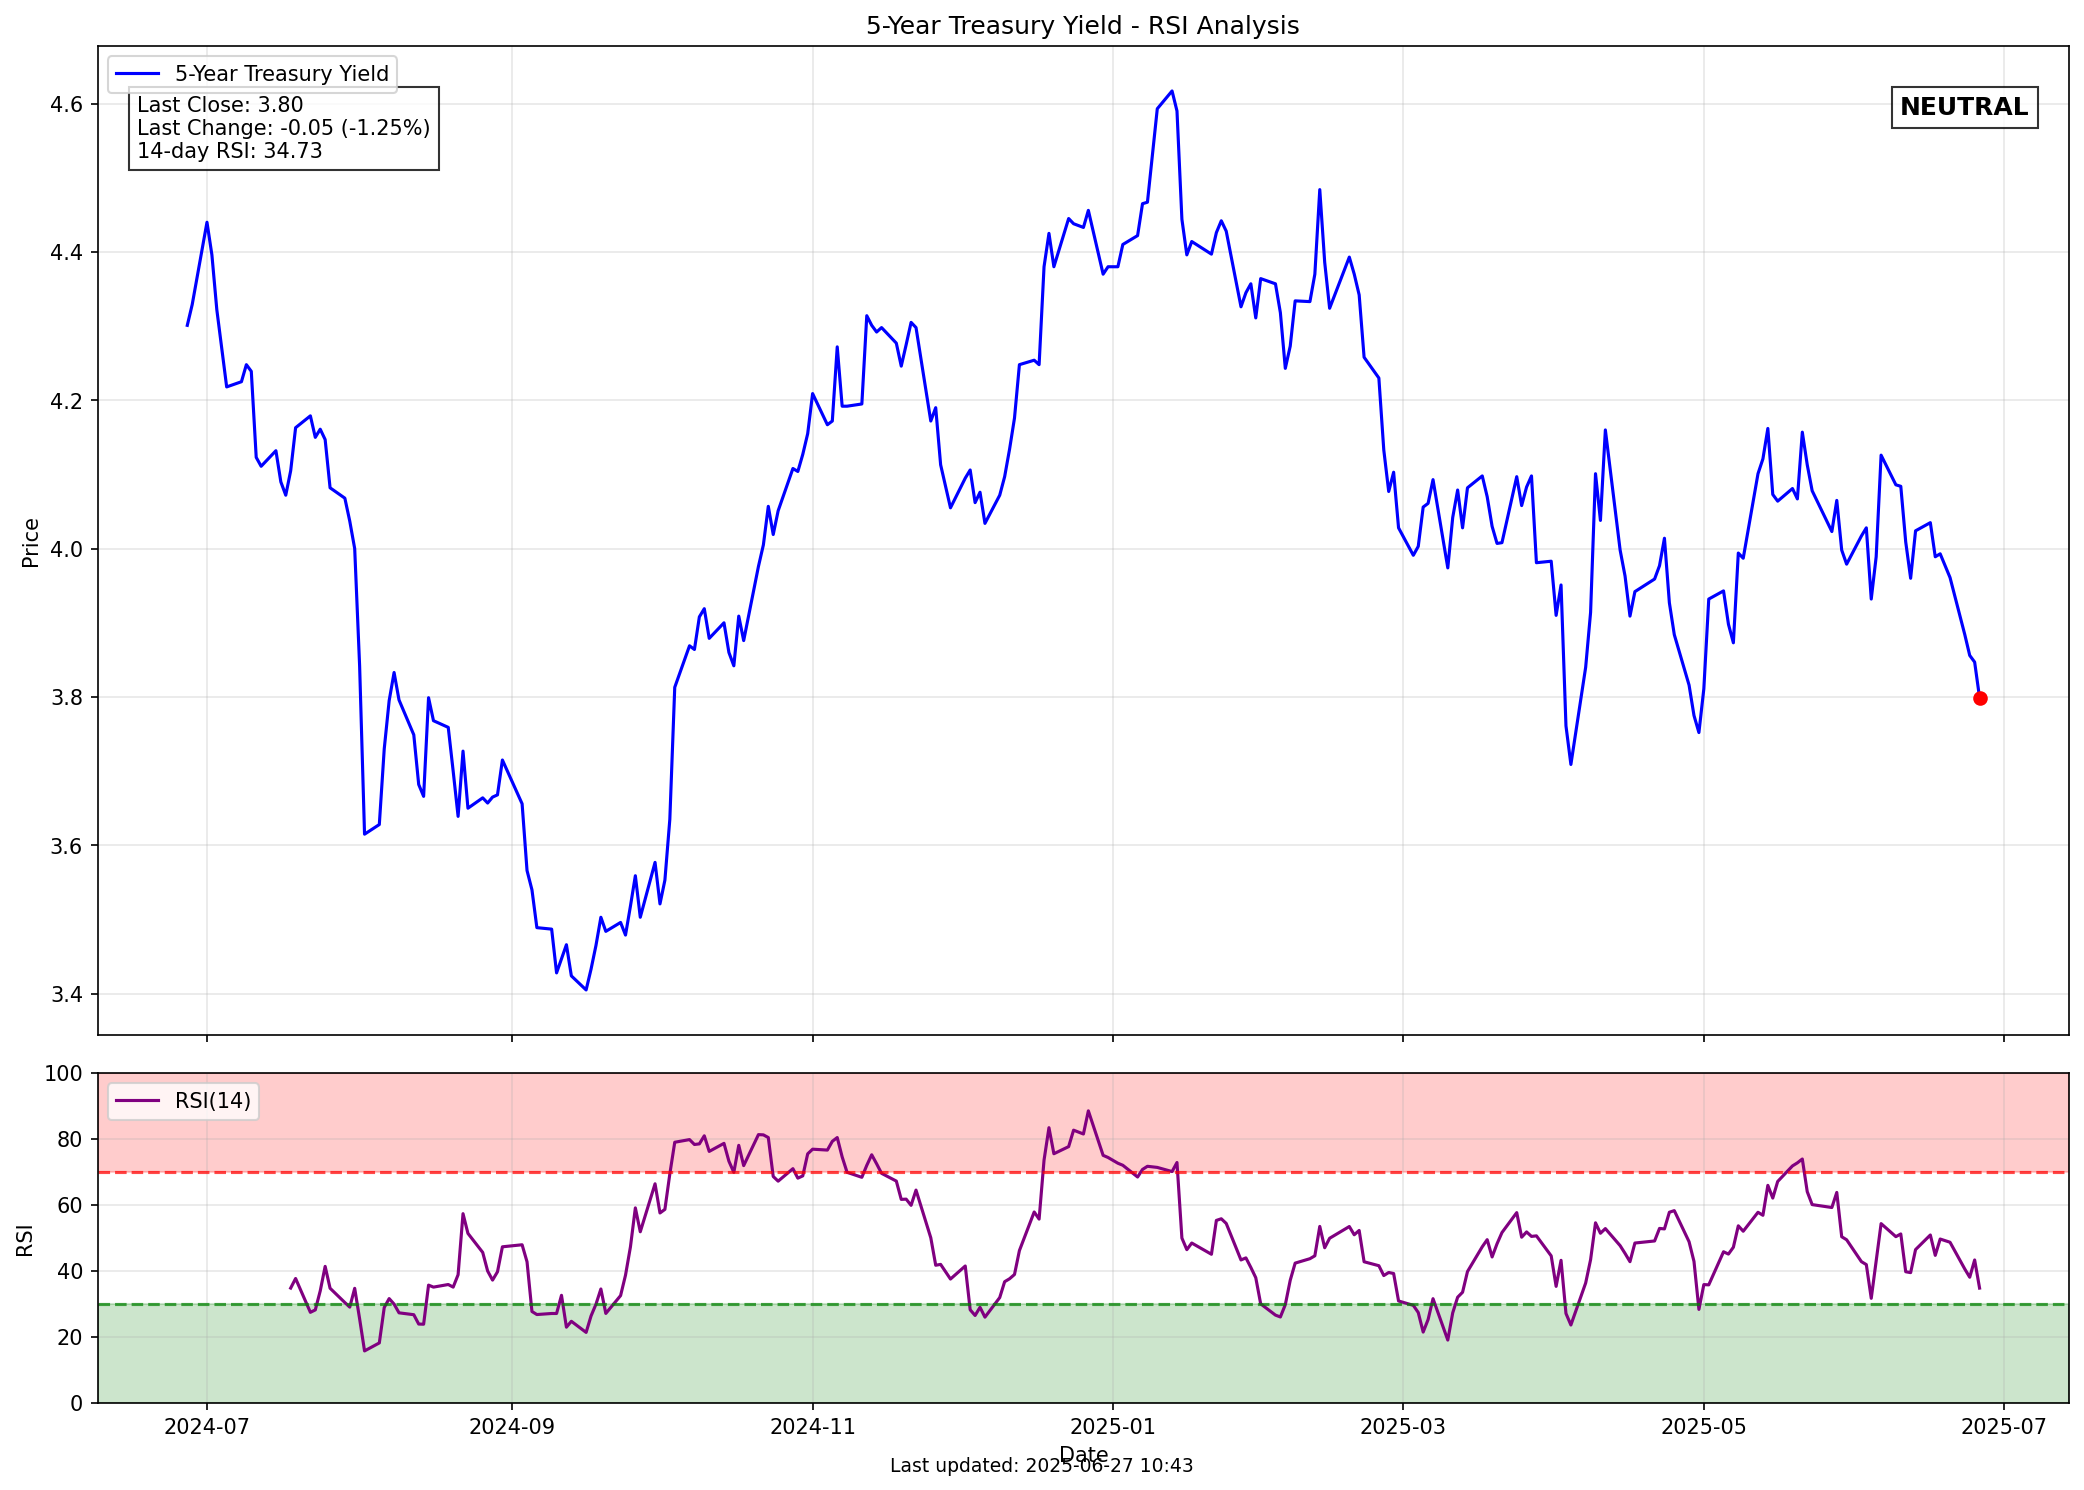 5-Year Treasury Yield - RSI Analysis
5-Year Treasury Yield
Last Close: 3.80
Last Change: -0.05 (-1.25%)
14-day RSI: 34.73
NEUTRAL
Price
4.6
4.4
4.2
4.0
3.8
3.6
3.4
RSI(14)
RSI
100
80
60
40
20
0
2024-07
2024-09
2024-11
2025-01
2025-03
2025-05
2025-07
Date
Last updated: 2025-06-27 10:43